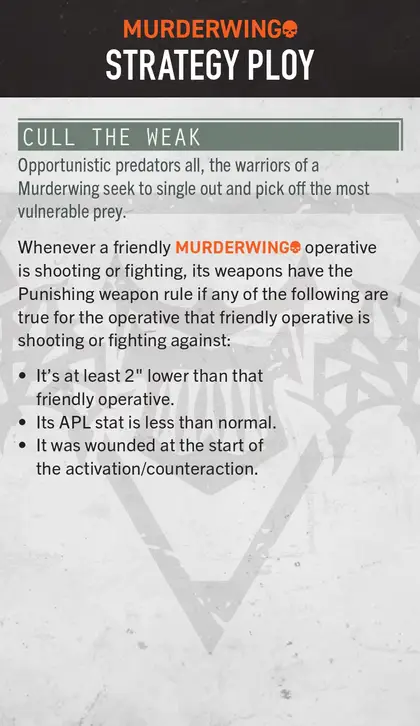 MURDERWING
STRATEGY PLOY
CULL THE WEAK
Opportunistic predators all, the warriors of a
Murderwing seek to single out and pick off the most
vulnerable prey.
Whenever a friendly MURDERWING operative
is shooting or fighting, its weapons have the
Punishing weapon rule if any of the following are
true for the operative that friendly operative is
shooting or fighting against:
• It’s at least 2" lower than that
friendly operative.
• Its APL stat is less than normal.
• It was wounded at the start of
the activation/counteraction.